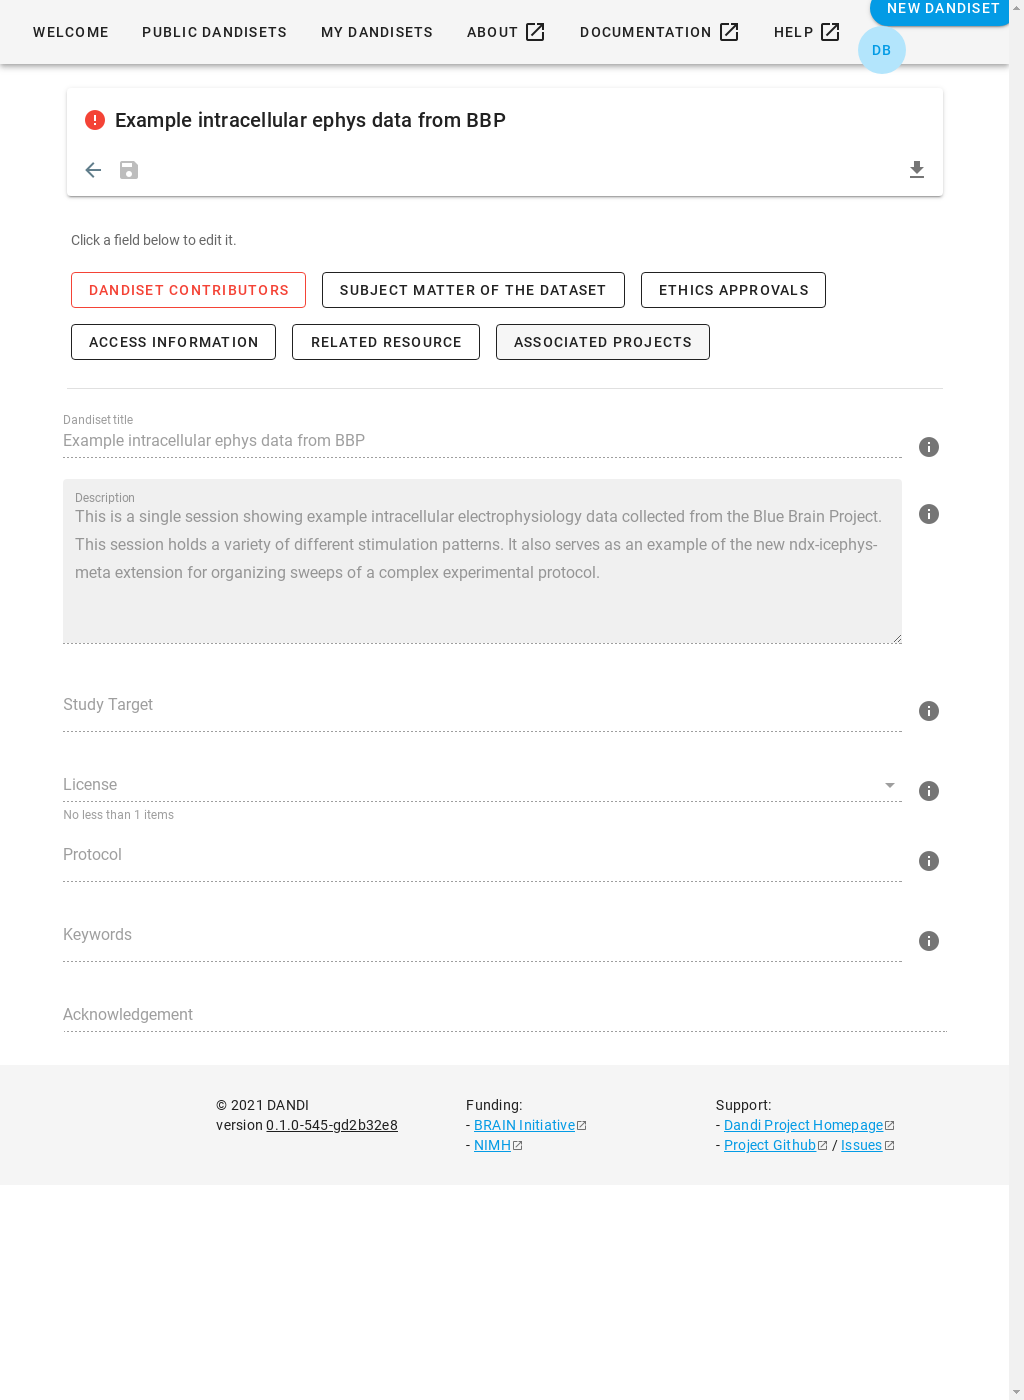 WELCOME
PUBLIC DANDISETS
MY DANDISETS
ABOUT
DOCUMENTATION
HELP
NEW DANDISET
DB
Example intracellular ephys data from BBP
Click a field below to edit it.
DANDISET CONTRIBUTORS
SUBJECT MATTER OF THE DATASET
ETHICS APPROVALS
ACCESS INFORMATION
RELATED RESOURCE
ASSOCIATED PROJECTS
Dandiset title
Example intracellular ephys data from BBP
Description
This is a single session showing example intracellular electrophysiology data collected from the Blue Brain Project.
This session holds a variety of different stimulation patterns. It also serves as an example of the new ndx-icephys-
meta extension for organizing sweeps of a complex experimental protocol.
Study Target
License
No less than 1 items
Protocol
Keywords
Acknowledgement
© 2021 DANDI
version 0.1.0-545-gd2b32e8
Funding:
- BRAIN Initiative
- NIMH
Support:
- Dandi Project Homepage
- Project Github / Issues